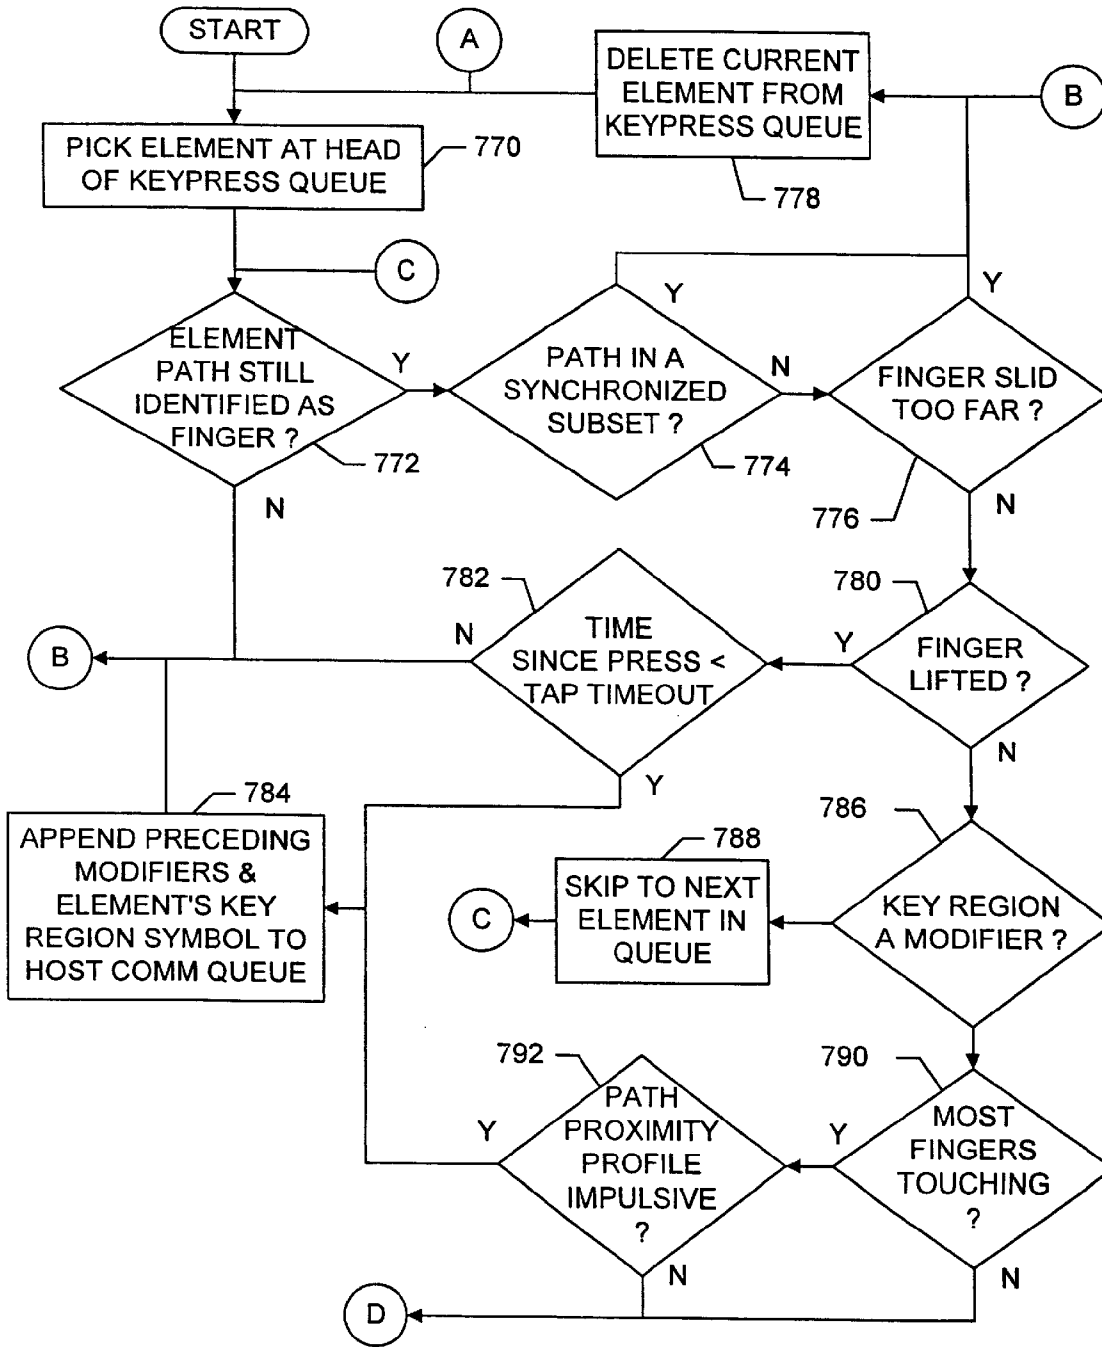 START
A
DELETE CURRENT
ELEMENT FROM
KEYPRESS QUEUE
B
PICK ELEMENT AT HEAD
OF KEYPRESS QUEUE
770
778
C
ELEMENT
PATH STILL
IDENTIFIED AS
FINGER ?
Y
772
N
Y
PATH IN A
SYNCHRONIZED
SUBSET ?
N
774
Y
FINGER SLID
TOO FAR ?
776
N
782
TIME
SINCE PRESS <
TAP TIMEOUT
N
Y
780
Y
FINGER
LIFTED ?
N
B
784
APPEND PRECEDING
MODIFIERS &
ELEMENT'S KEY
REGION SYMBOL TO
HOST COMM QUEUE
C
788
SKIP TO NEXT
ELEMENT IN
QUEUE
786
KEY REGION
A MODIFIER ?
792
PATH
PROXIMITY
PROFILE
IMPULSIVE
?
Y
N
790
Y
MOST
FINGERS
TOUCHING
?
N
D